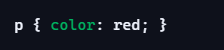 p { color: red; }